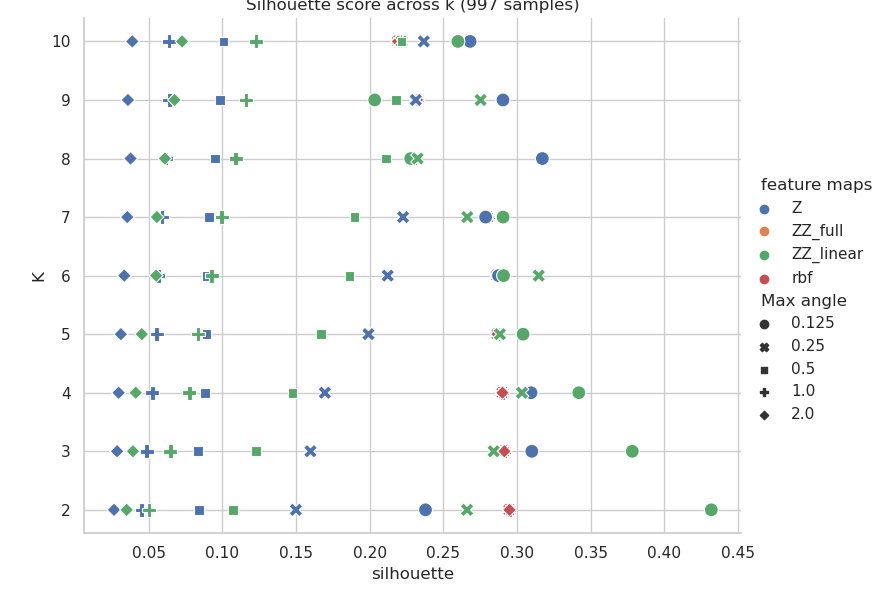 Silhouette score across k (997 samples)
10
9
8
7
6
5
4
3
2
K
0.05 0.10 0.15 0.20 0.25 0.30 0.35 0.40 0.45
silhouette
feature maps
Z
ZZ_full
ZZ_linear
rbf
Max angle
0.125
0.25
0.5
1.0
2.0